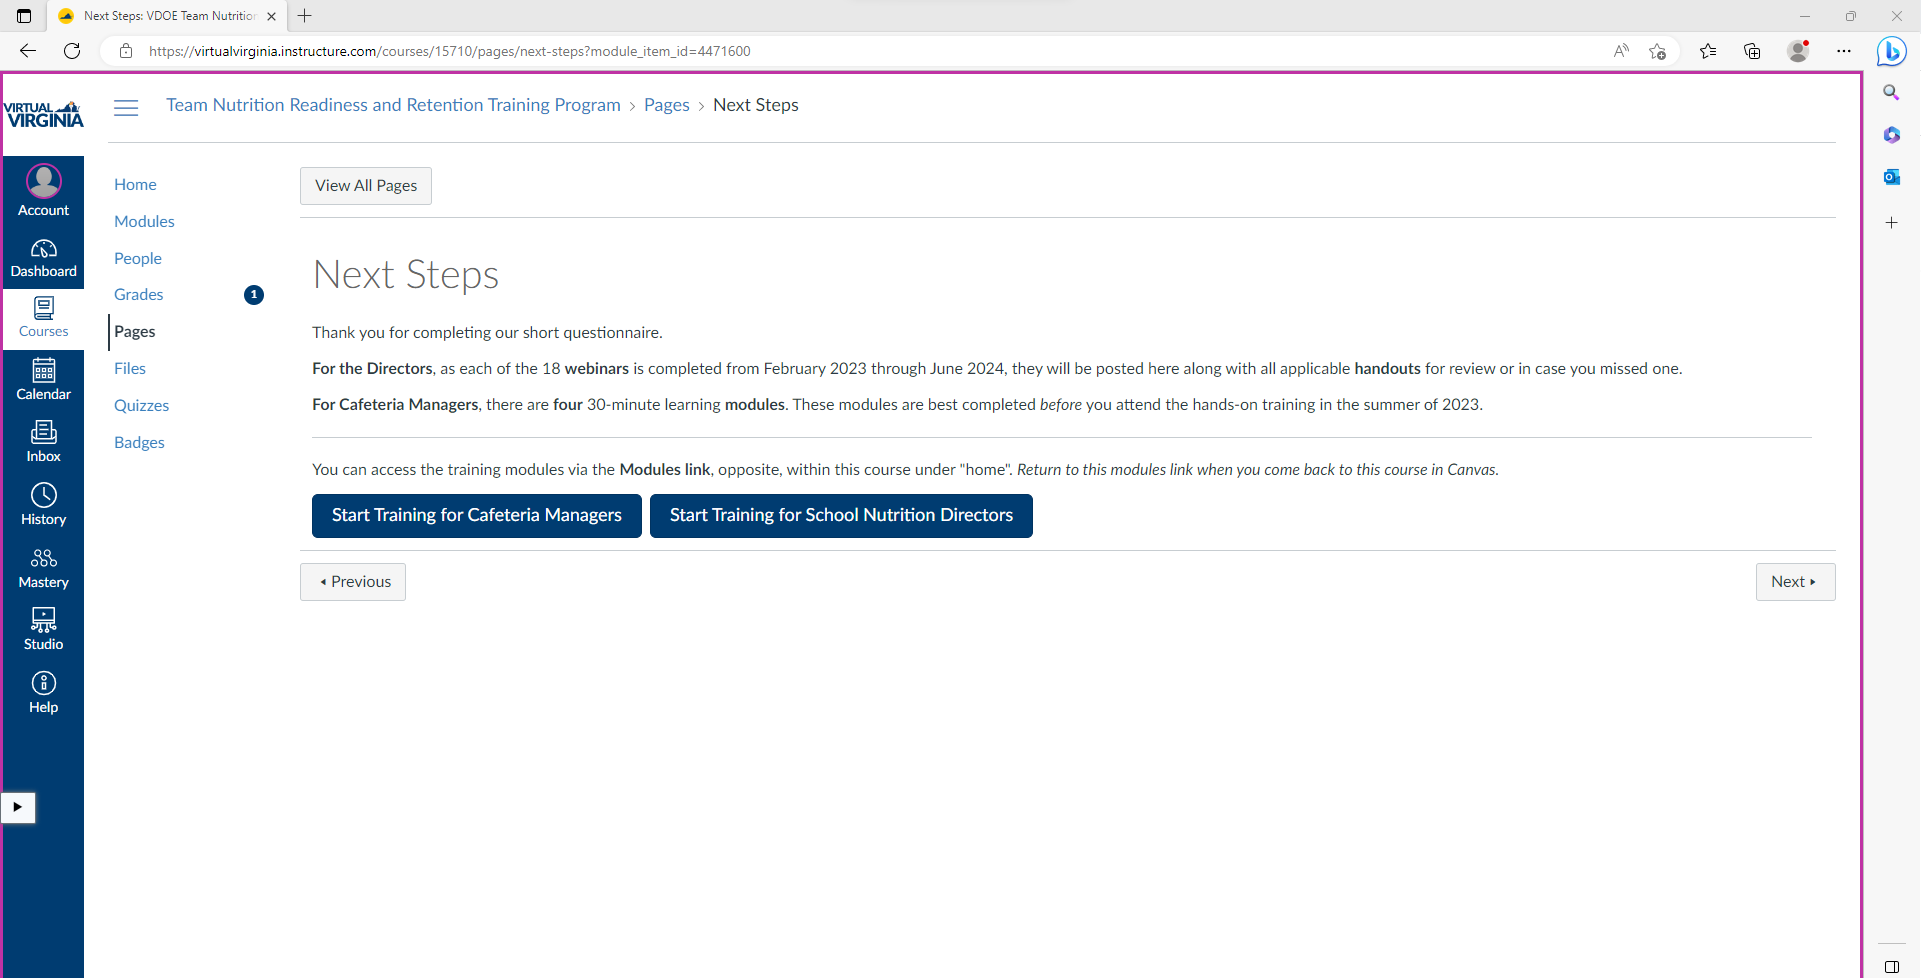 Next Steps: VDOE Team Nutrition
https://virtualvirginia.instructure.com/courses/15710/pages/next-steps?module_item_id=4471600
VIRTUAL
VIRGINIA
Team Nutrition Readiness and Retention Training Program > Pages > Next Steps
Account
Dashboard
Courses
Calendar
Inbox
History
Mastery
Studio
Help
Home
Modules
People
Grades 1
Pages
Files
Quizzes
Badges
View All Pages
Next Steps
Thank you for completing our short questionnaire.
For the Directors, as each of the 18 webinars is completed from February 2023 through June 2024, they will be posted here along with all applicable handouts for review or in case you missed one.
For Cafeteria Managers, there are four 30-minute learning modules. These modules are best completed before you attend the hands-on training in the summer of 2023.
You can access the training modules via the Modules link, opposite, within this course under "home". Return to this modules link when you come back to this course in Canvas.
Start Training for Cafeteria Managers
Start Training for School Nutrition Directors
Previous
Next